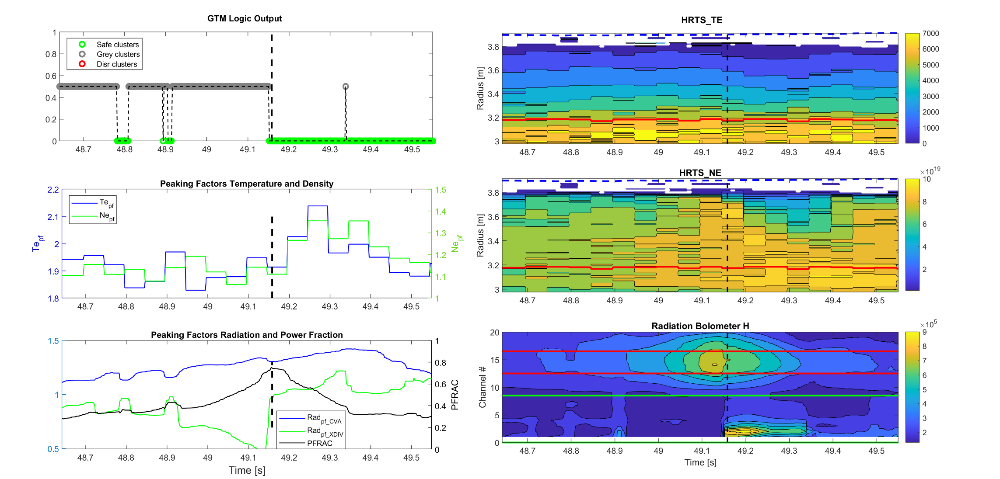 GTM Logic Output
1
0.8
0.6
0.4
0.2
0
Safe clusters
Grey clusters
Disr clusters
48.7 48.8 48.9 49 49.1 49.2 49.3 49.4 49.5
Peaking Factors Temperature and Density
2.2
2.1
2
1.9
1.8
Te_pf
Te_pf
Ne_pf
1.5
1.4
1.3
1.2
1.1
1
Ne_pf
48.7 48.8 48.9 49 49.1 49.2 49.3 49.4 49.5
Peaking Factors Radiation and Power Fraction
1.5
1
0.5
Rad_pf_CVA
Rad_pf_XDIV
PFRAC
1
0.8
0.6
0.4
0.2
0
PFRAC
48.7 48.8 48.9 49 49.1 49.2 49.3 49.4 49.5
Time [s]
HRTS_TE
3.8
3.6
3.4
3.2
3
Radius [m]
48.7 48.8 48.9 49 49.1 49.2 49.3 49.4 49.5
7000
6000
5000
4000
3000
2000
1000
0
HRTS_NE
×10^19
3.8
3.6
3.4
3.2
3
Radius [m]
48.7 48.8 48.9 49 49.1 49.2 49.3 49.4 49.5
10
8
6
4
2
Radiation Bolometer H
×10^5
20
15
10
5
0
Channel #
48.7 48.8 48.9 49 49.1 49.2 49.3 49.4 49.5
Time [s]
9
8
7
6
5
4
3
2